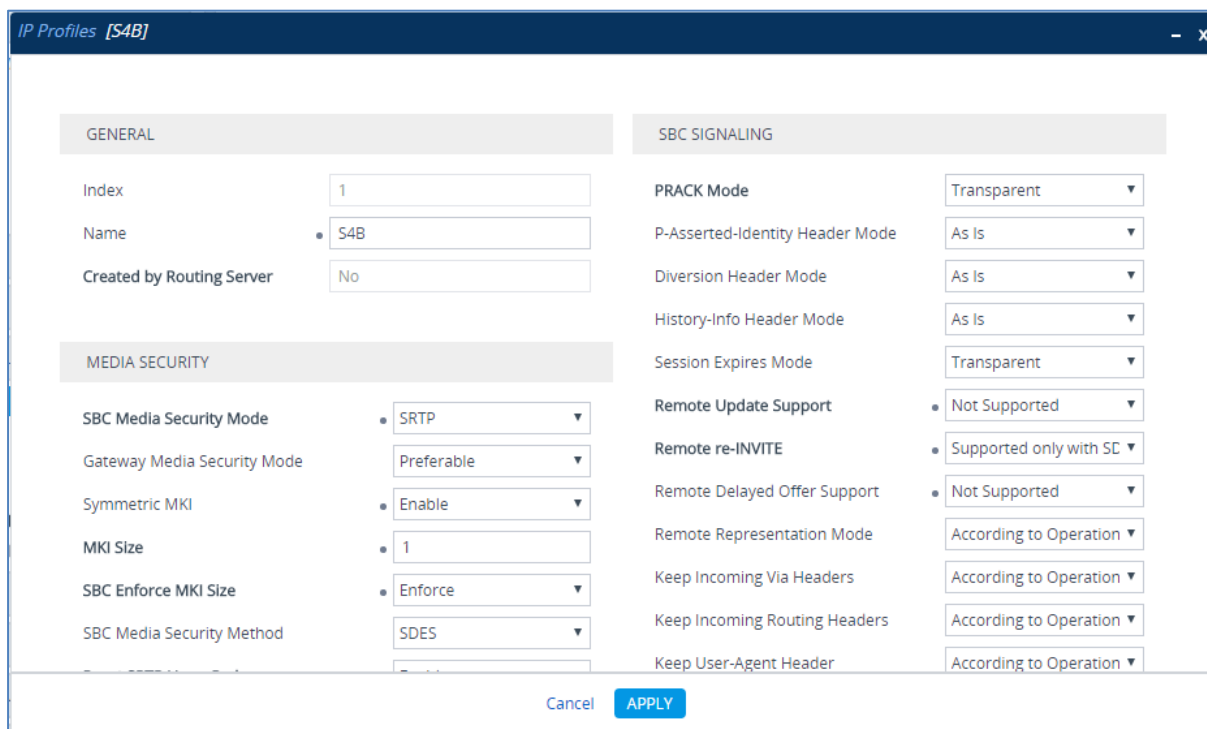 IP Profiles [S4B]
– x
GENERAL
Index 1
Name S4B
Created by Routing Server No
MEDIA SECURITY
SBC Media Security Mode SRTP
Gateway Media Security Mode Preferable
Symmetric MKI Enable
MKI Size 1
SBC Enforce MKI Size Enforce
SBC Media Security Method SDES
SBC SIGNALING
PRACK Mode Transparent
P-Asserted-Identity Header Mode As Is
Diversion Header Mode As Is
History-Info Header Mode As Is
Session Expires Mode Transparent
Remote Update Support Not Supported
Remote re-INVITE Supported only with SD
Remote Delayed Offer Support Not Supported
Remote Representation Mode According to Operation
Keep Incoming Via Headers According to Operation
Keep Incoming Routing Headers According to Operation
Keep User-Agent Header According to Operation
Cancel APPLY